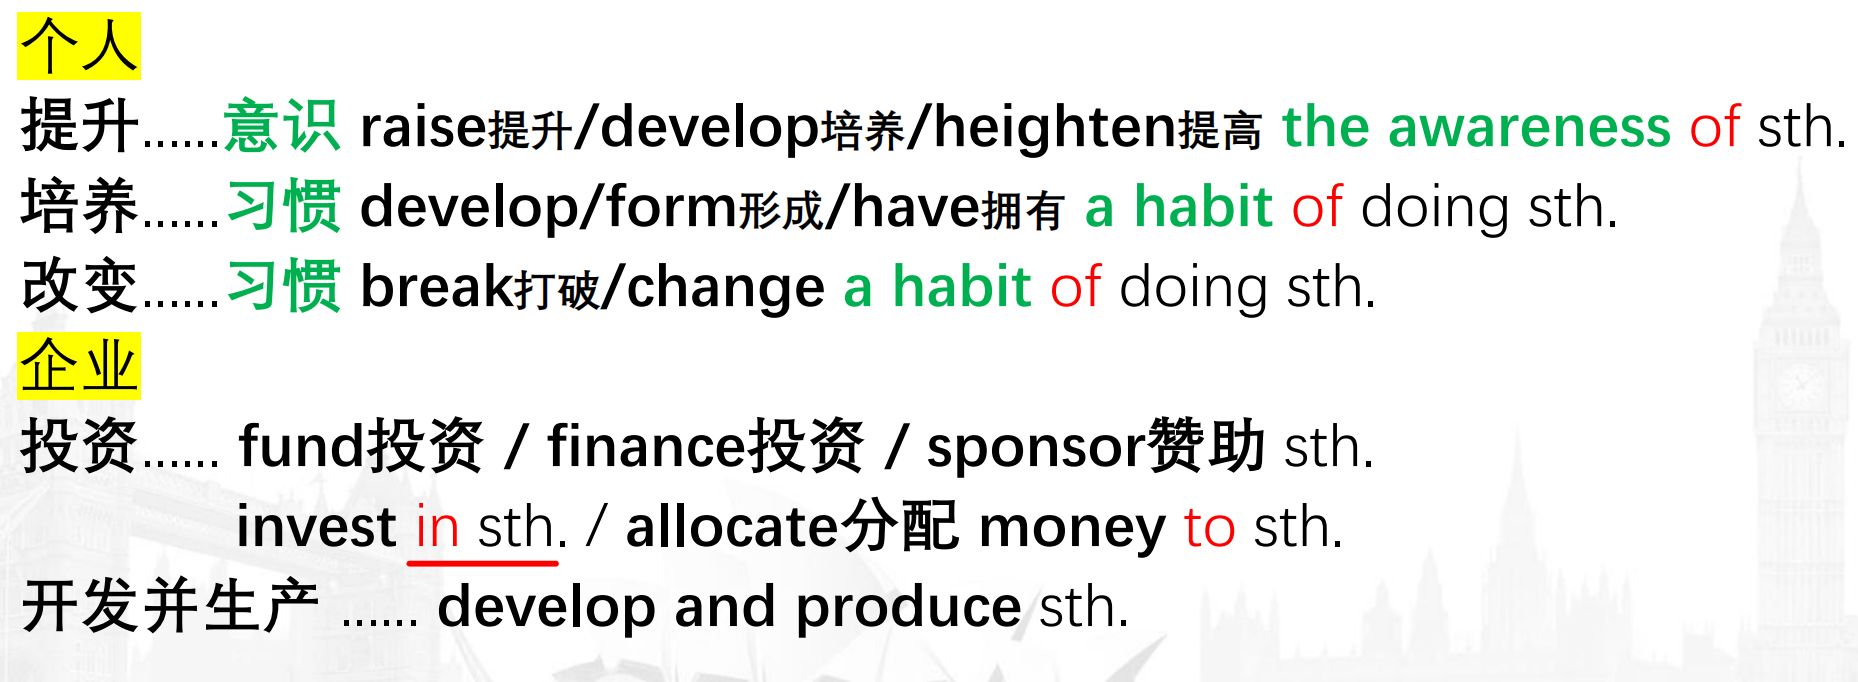 个人
提升......意识 raise提升/develop培养/heighten提高 the awareness of sth.
培养......习惯 develop/form形成/have拥有 a habit of doing sth.
改变......习惯 break打破/change a habit of doing sth.
企业
投资...... fund投资 / finance投资 / sponsor赞助 sth.
invest in sth. / allocate分配 money to sth.
开发并生产 ...... develop and produce sth.